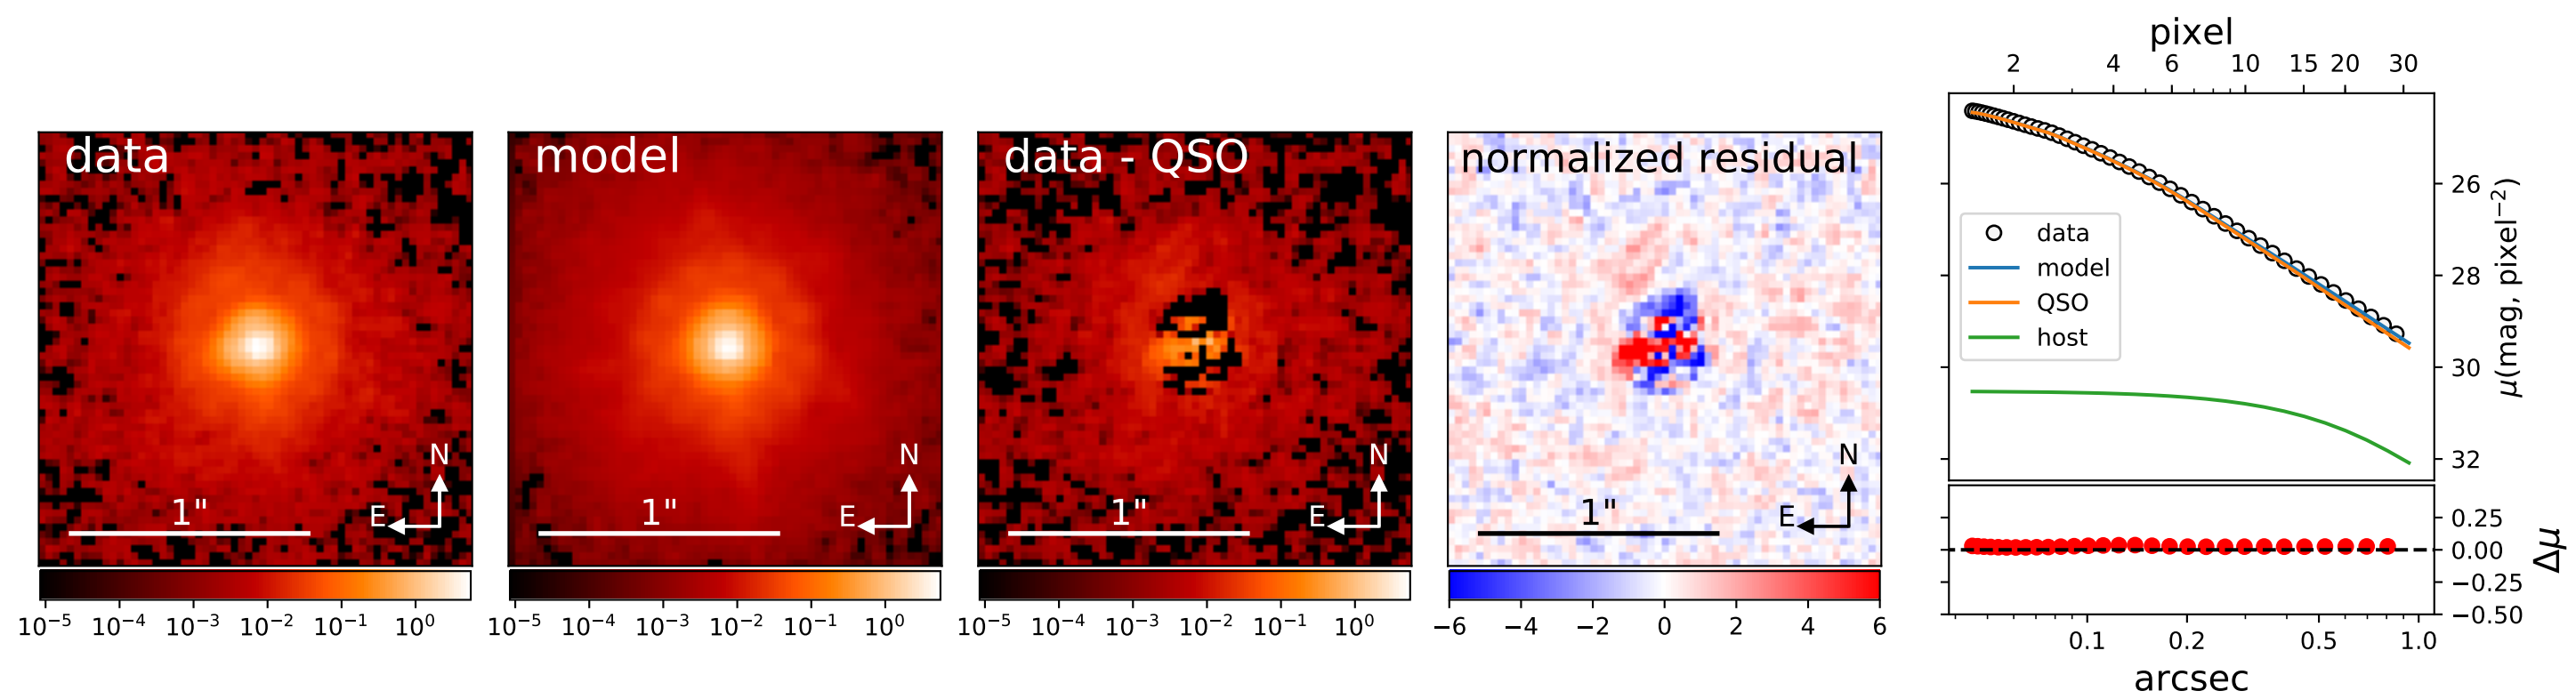 data
N
E
1"
10⁻⁵ 10⁻⁴ 10⁻³ 10⁻² 10⁻¹ 10⁰
model
N
E
1"
10⁻⁵ 10⁻⁴ 10⁻³ 10⁻² 10⁻¹ 10⁰
data - QSO
N
E
1"
10⁻⁵ 10⁻⁴ 10⁻³ 10⁻² 10⁻¹ 10⁰
normalized residual
N
E
1"
−6 −4 −2 0 2 4 6
pixel
2 4 6 10 15 20 30
data
model
QSO
host
26
28
30
32
μ(mag, pixel⁻²)
0.25
0.00
−0.25
−0.50
Δμ
0.1 0.2 0.5 1.0
arcsec